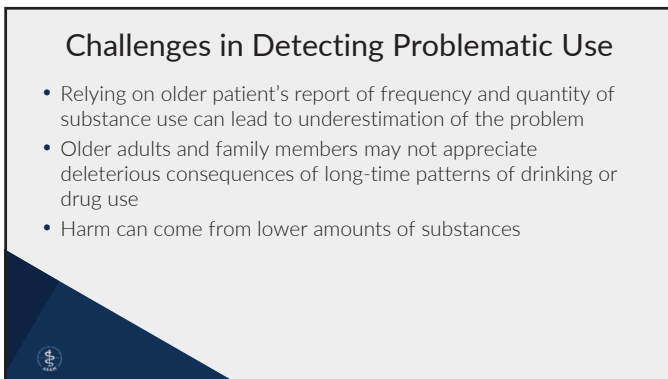 Challenges in Detecting Problematic Use
• Relying on older patient’s report of frequency and quantity of
substance use can lead to underestimation of the problem
• Older adults and family members may not appreciate
deleterious consequences of long-time patterns of drinking or
drug use
• Harm can come from lower amounts of substances
ASAM